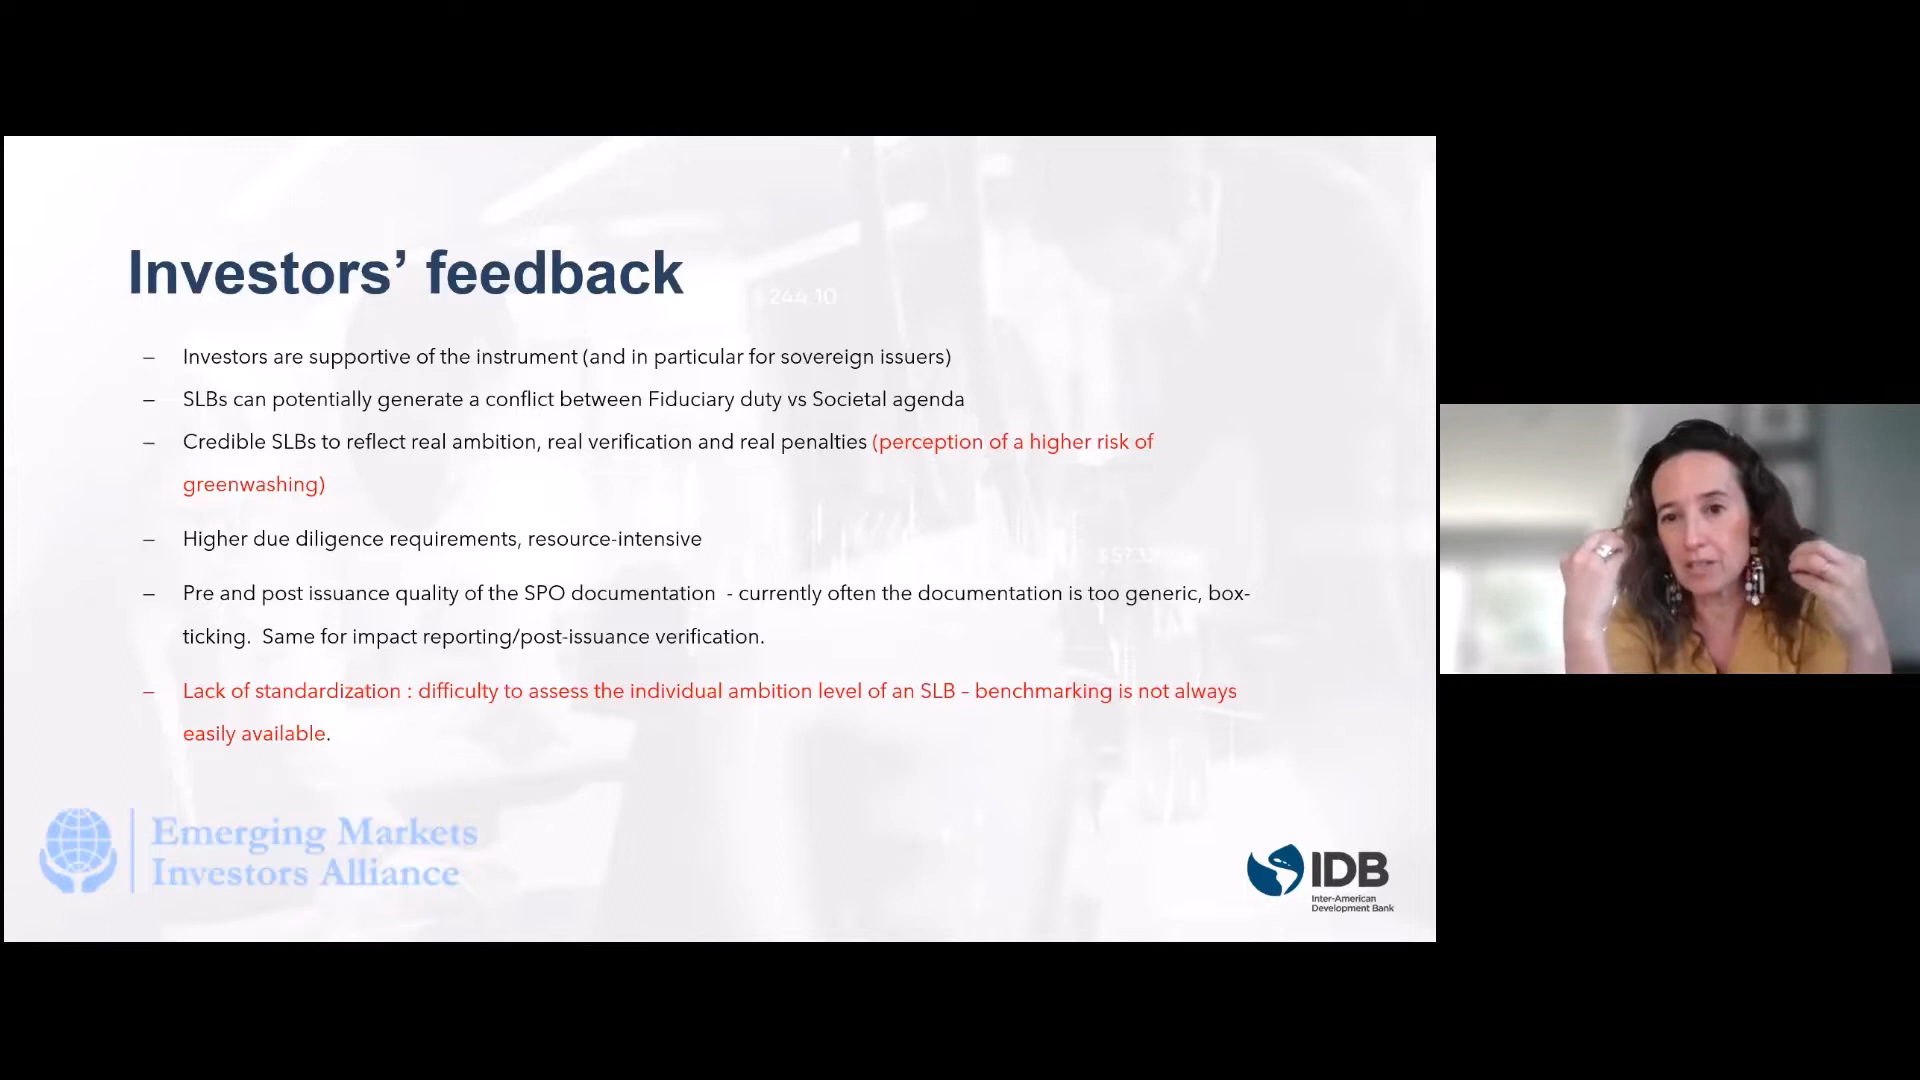 Investors’ feedback
244.10
– Investors are supportive of the instrument (and in particular for sovereign issuers)
– SLBs can potentially generate a conflict between Fiduciary duty vs Societal agenda
– Credible SLBs to reflect real ambition, real verification and real penalties (perception of a higher risk of
greenwashing)
– Higher due diligence requirements, resource-intensive
– Pre and post issuance quality of the SPO documentation  - currently often the documentation is too generic, box-
ticking.  Same for impact reporting/post-issuance verification.
– Lack of standardization : difficulty to assess the individual ambition level of an SLB – benchmarking is not always
easily available.
Emerging Markets
Investors Alliance
IDB
Inter-American
Development Bank